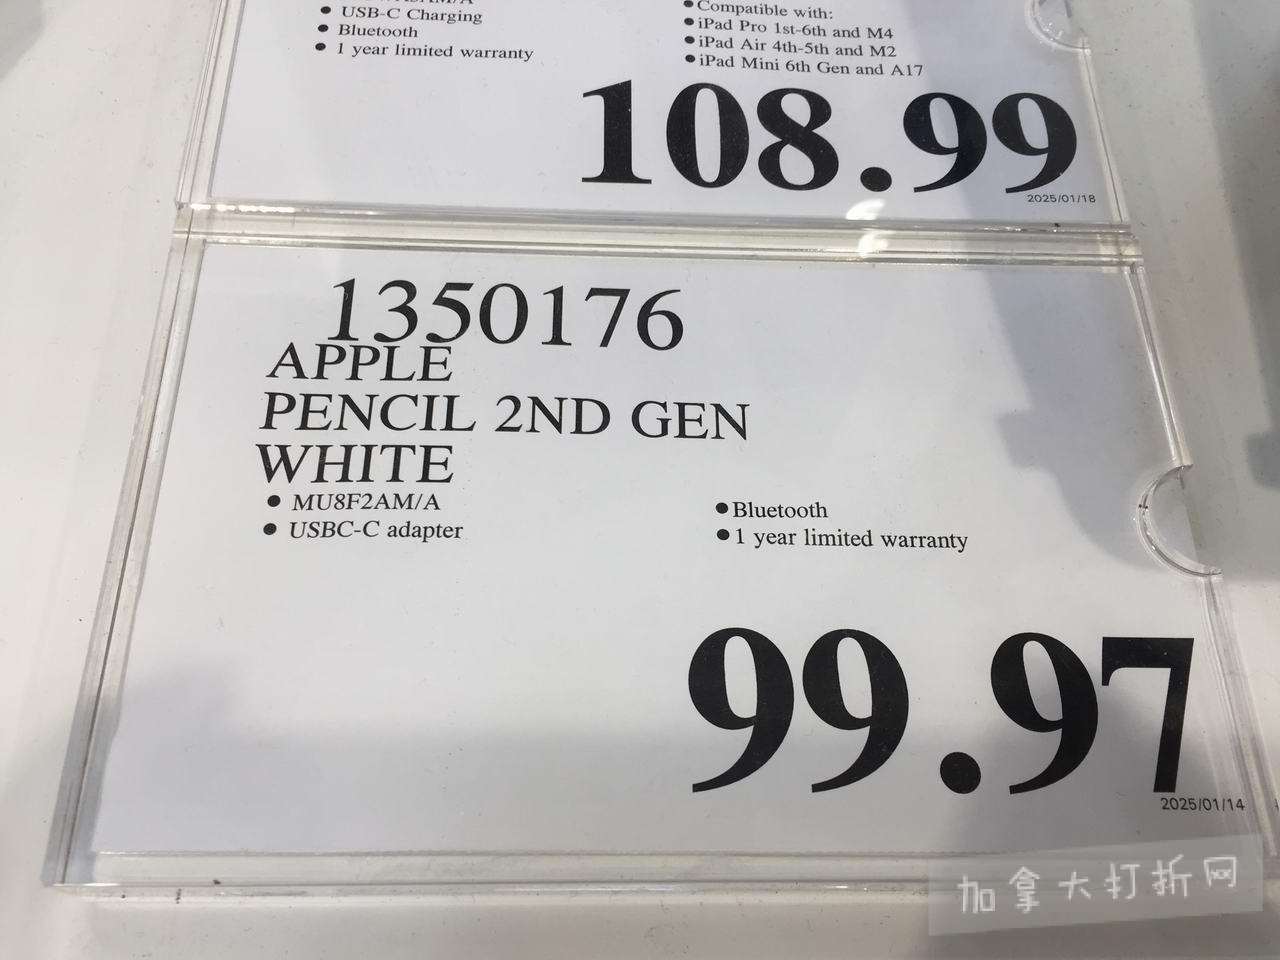 ● USB-C Charging
● Bluetooth
● 1 year limited warranty
● Compatible with:
● iPad Pro 1st-6th and M4
● iPad Air 4th-5th and M2
● iPad Mini 6th Gen and A17
108.99
2025/01/18
1350176
APPLE
PENCIL 2ND GEN
WHITE
● MU8F2AM/A
● USBC-C adapter
● Bluetooth
● 1 year limited warranty
99.97
2025/01/14
加拿大打折网